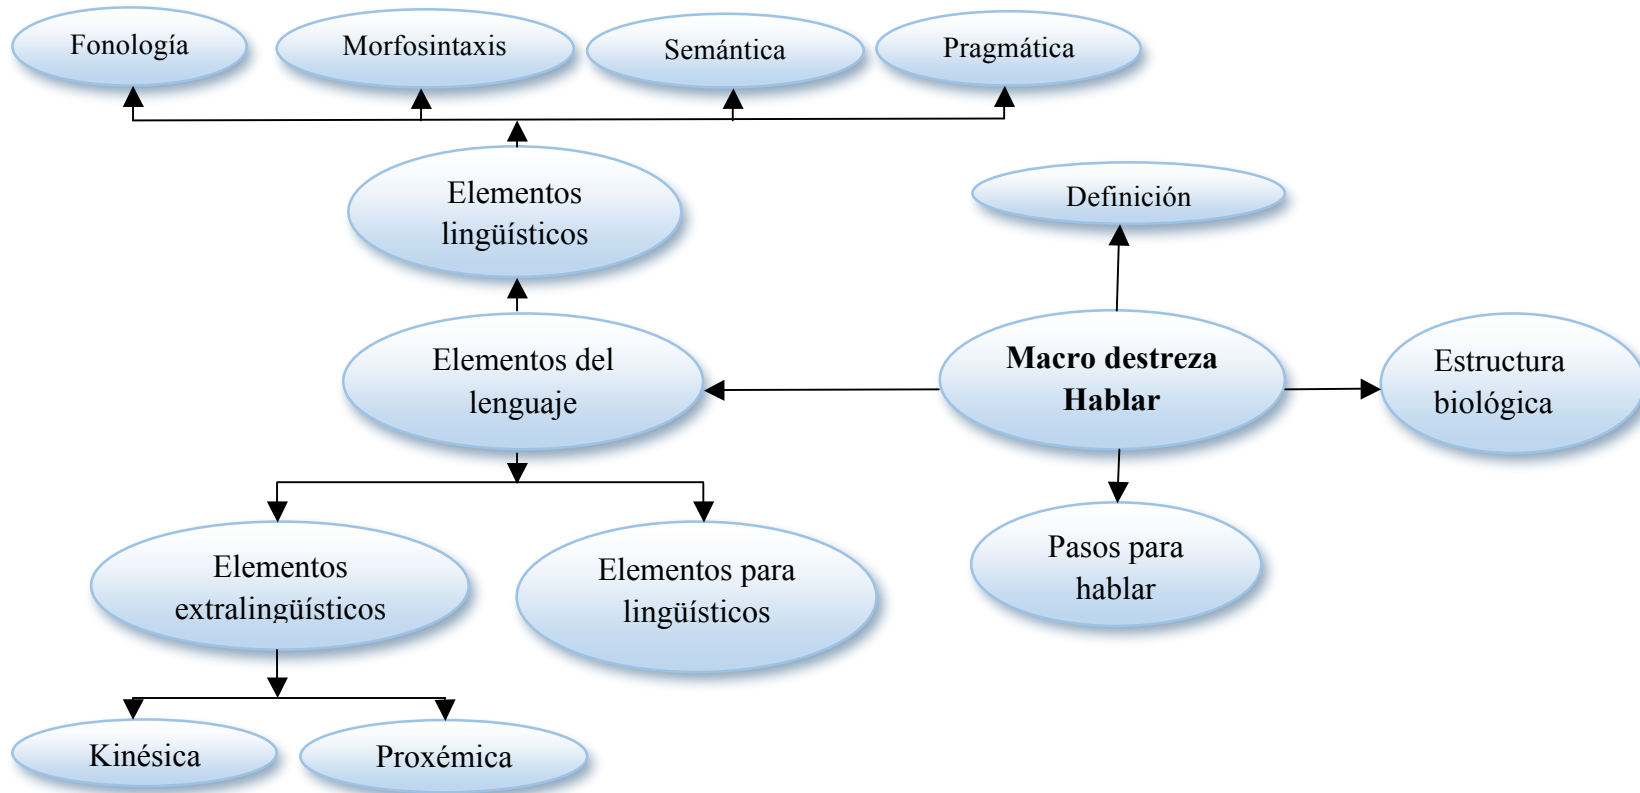 Fonología
Morfosintaxis
Semántica
Pragmática
Elementos
lingüísticos
Definición
Elementos del
lenguaje
Macro destreza
Hablar
Estructura
biológica
Elementos
extralingüísticos
Elementos para
lingüísticos
Pasos para
hablar
Kinésica
Proxémica